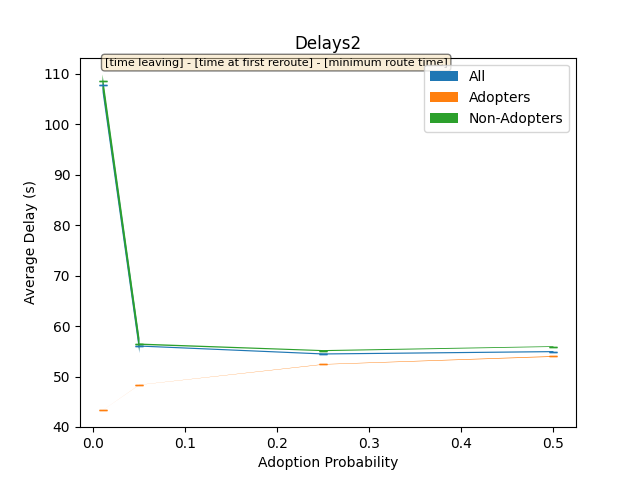 Delays2
[time leaving] - [time at first reroute] - [minimum route time]
All
Adopters
Non-Adopters
110
100
90
80
70
60
50
40
Average Delay (s)
0.0 0.1 0.2 0.3 0.4 0.5
Adoption Probability